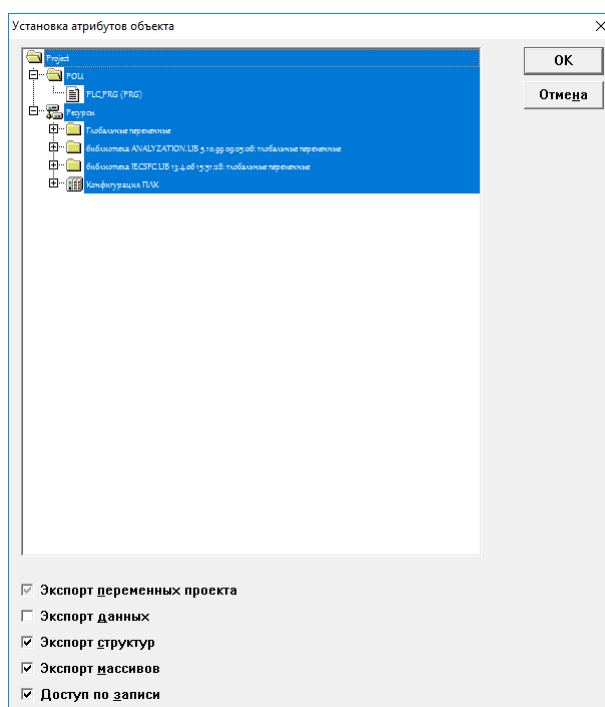 Установка атрибутов объекта
Project
OK
POU
PLC_PRG (PRG)
Отмена
Ресурсы
Глобальные переменные
библиотека ANALYZATION.LIB 5.10.99 09:05:06: глобальные переменные
библиотека IECSFC.LIB 13.4.06 15:51:28: глобальные переменные
Конфигурация ПЛК
Экспорт переменных проекта
Экспорт данных
Экспорт структур
Экспорт массивов
Доступ по записи